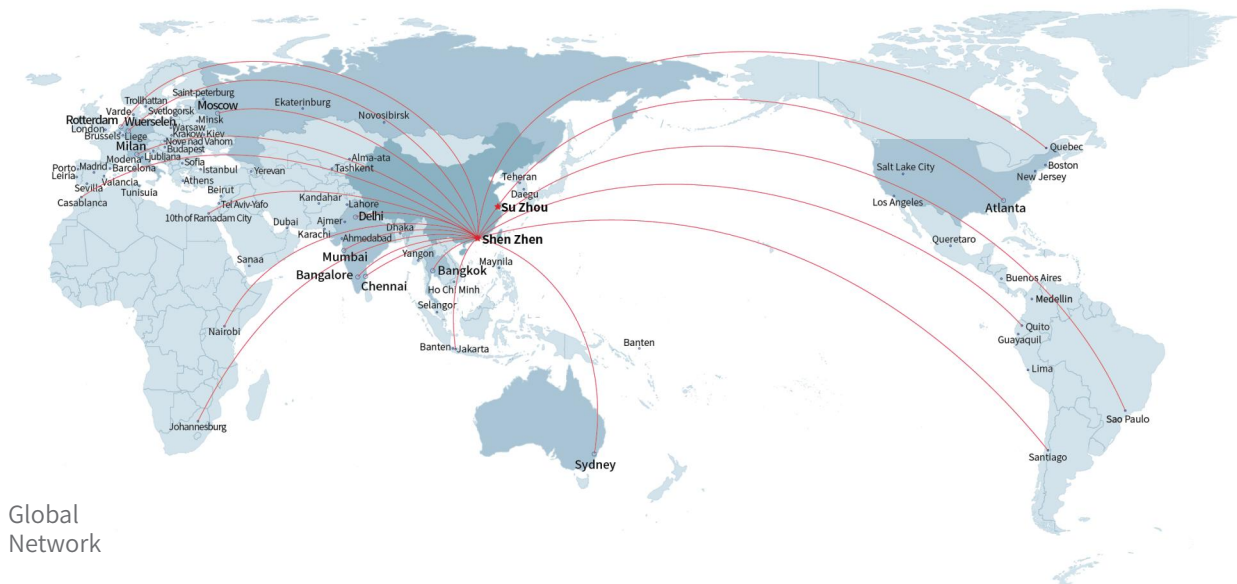 Saint-peterburg
Trollhattan
Moscow
Ekaterinburg
Varde
Svetlogorsk
Novosibirsk
Rotterdam
Wuerselen
Minsk
London
Warsaw
Brussels
Liege
Krakow
Kiev
Nove nad Vahom
Milan
Budapest
Modena
Ljubljana
Alma-ata
Porto
Madrid
Barcelona
Sofia
Istanbul
Yerevan
Tashkent
Leiria
Valancia
Athens
Sevilla
Tunisula
Beirut
Casablanca
Tel Aviv-Yafo
Kandahar
Lahore
10th of Ramadam City
Dubai
Ajmer
Delhi
Karachi
Dhaka
Ahmedabad
Sanaa
Mumbai
Yangon
Bangalore
Chennai
Bangkok
Ho Chi Minh
Selangor
Maynila
Teheran
Daegu
Su Zhou
Shen Zhen
Nairobi
Banten
Jakarta
Banten
Johannesburg
Sydney
Quebec
Boston
Salt Lake City
New Jersey
Los Angeles
Atlanta
Queretaro
Buenos Aires
Medellin
Quito
Guayaquil
Lima
Sao Paulo
Santiago
Global
Network